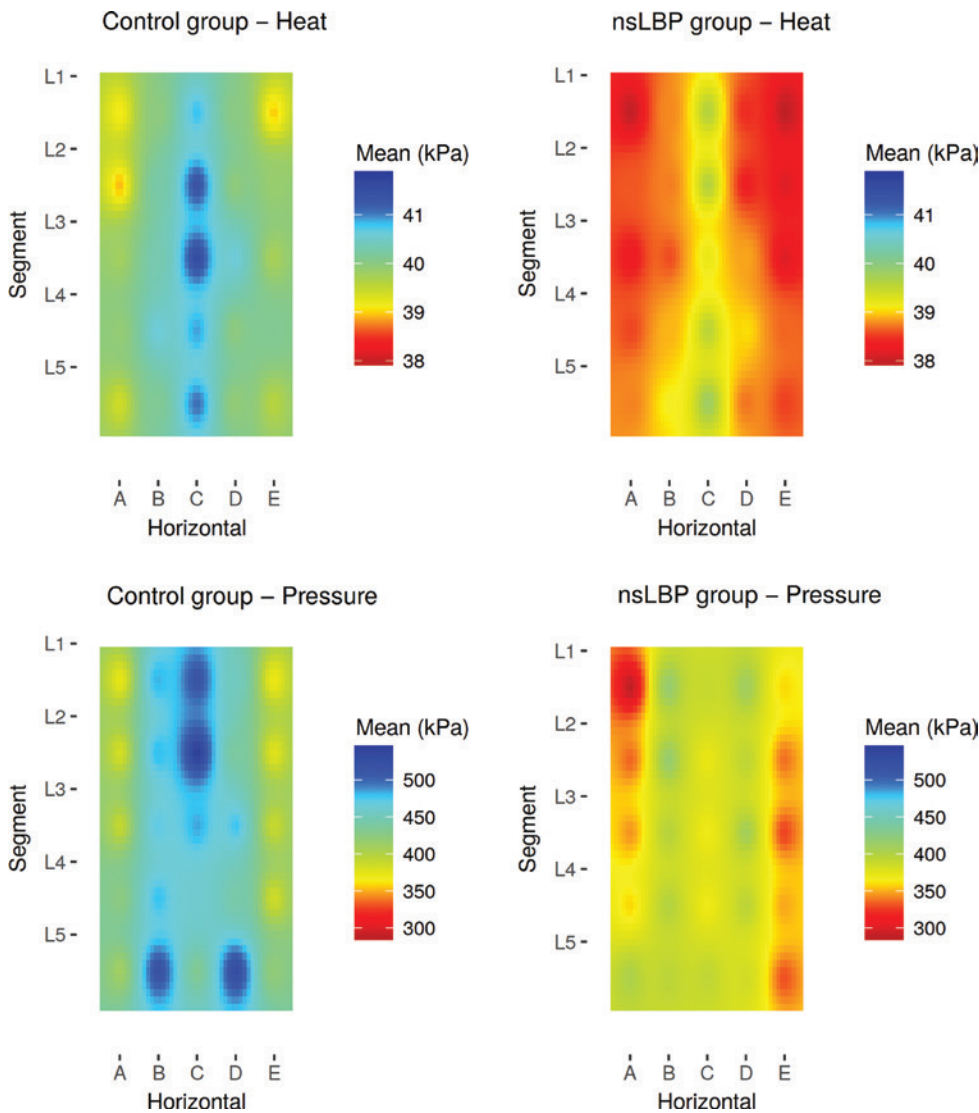 Control group – Heat
L1
L2
L3
L4
L5
Segment
A B C D E
Horizontal
Mean (kPa)
41
40
39
38
nsLBP group – Heat
L1
L2
L3
L4
L5
Segment
A B C D E
Horizontal
Mean (kPa)
41
40
39
38
Control group – Pressure
L1
L2
L3
L4
L5
Segment
A B C D E
Horizontal
Mean (kPa)
500
450
400
350
300
nsLBP group – Pressure
L1
L2
L3
L4
L5
Segment
A B C D E
Horizontal
Mean (kPa)
500
450
400
350
300